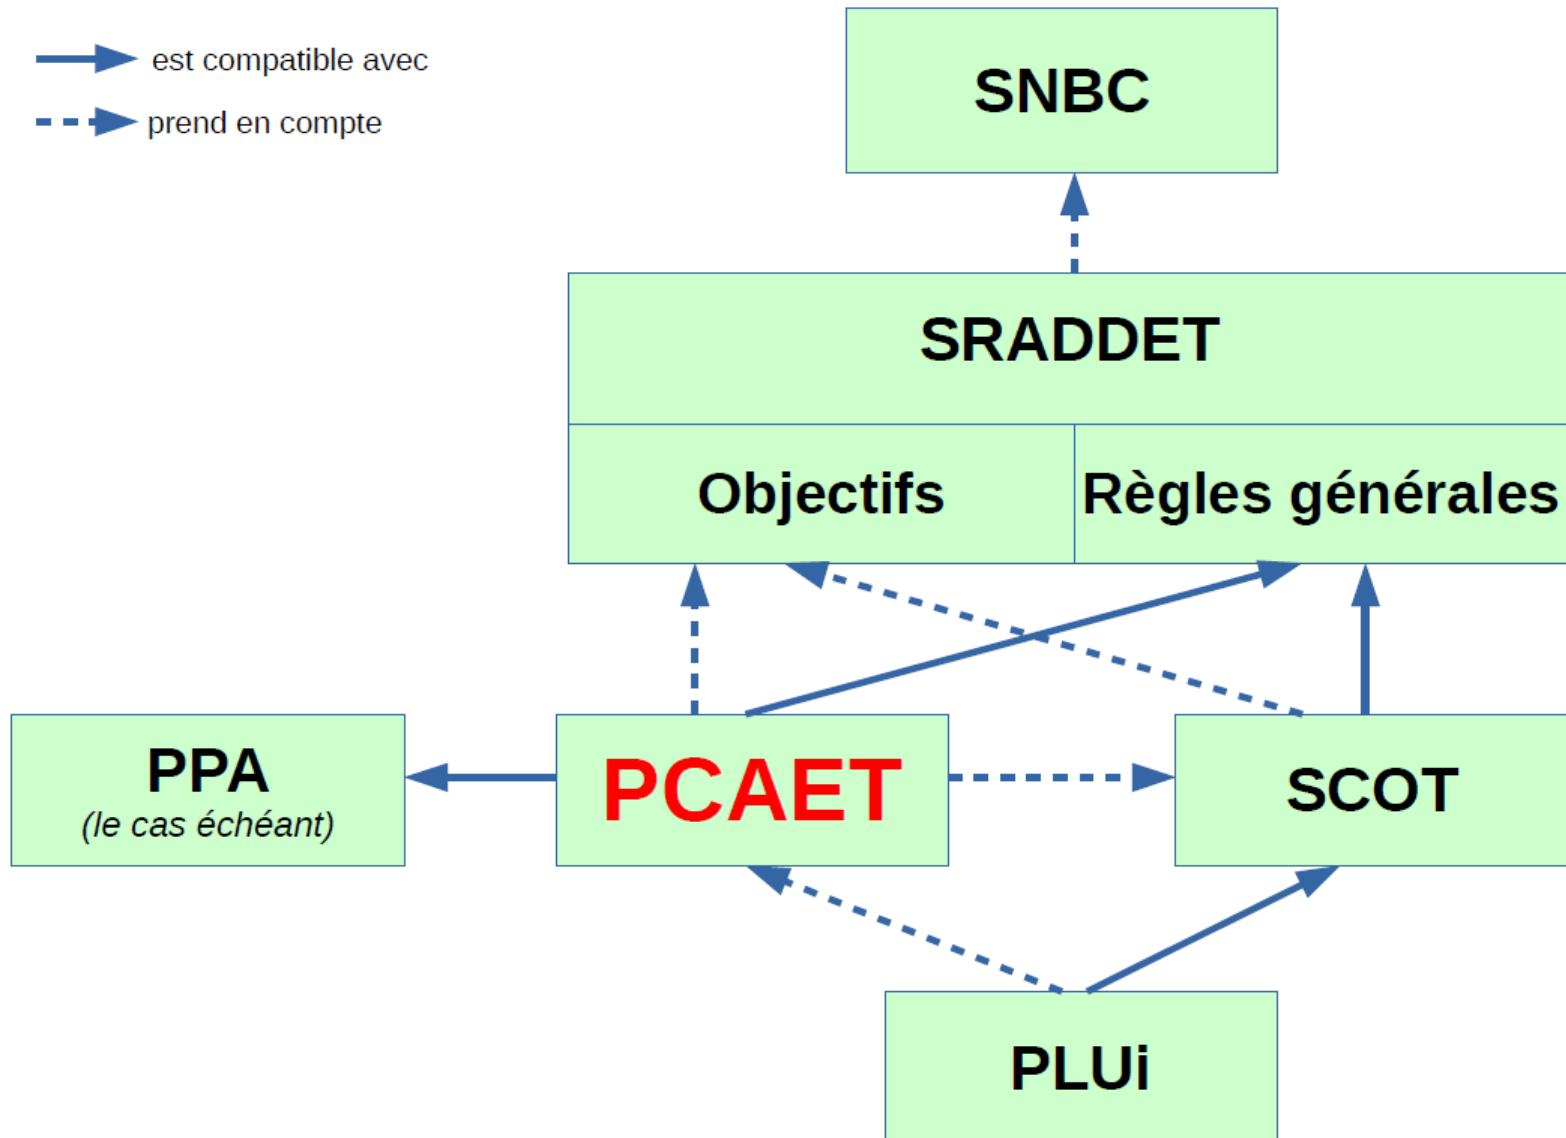 est compatible avec
prend en compte
SNBC
SRADDET
Objectifs
Règles générales
PPA
(le cas échéant)
PCAET
SCOT
PLUi